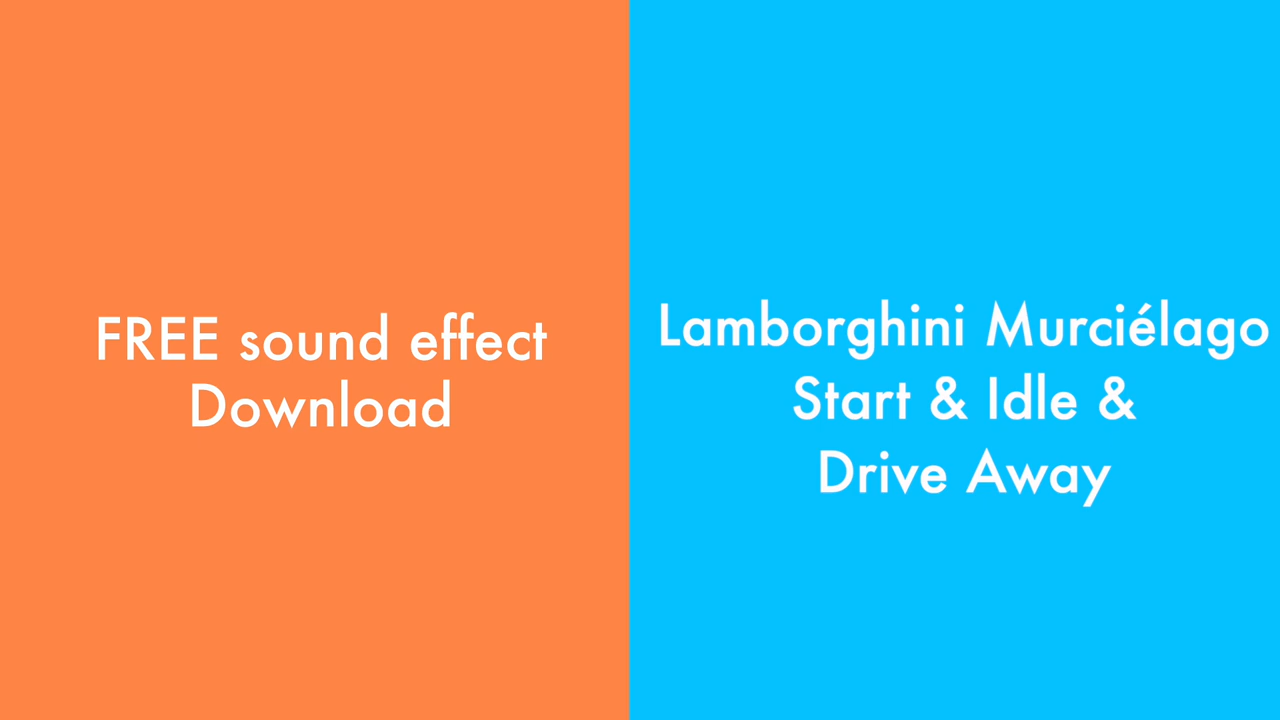 FREE sound effect
Download
Lamborghini Murciélago
Start & Idle &
Drive Away